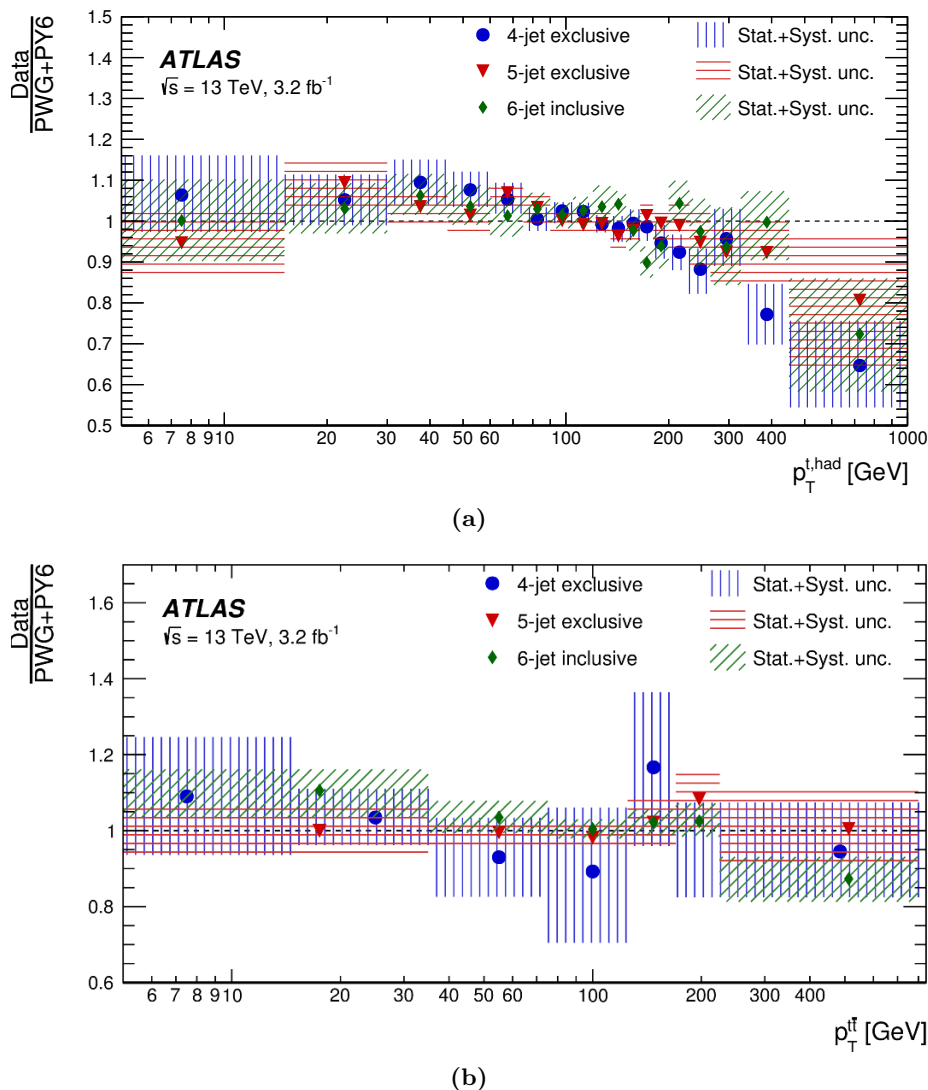 Data
PWG+PY6
1.5
1.4
1.3
1.2
1.1
1
0.9
0.8
0.7
0.6
0.5
ATLAS
√s = 13 TeV, 3.2 fb⁻¹
4-jet exclusive Stat.+Syst. unc.
5-jet exclusive Stat.+Syst. unc.
6-jet inclusive Stat.+Syst. unc.
6 7 8 910 20 30 40 50 60 100 200 300 400 1000
p_T^{t,had} [GeV]
(a)
Data
PWG+PY6
1.6
1.4
1.2
1
0.8
0.6
ATLAS
√s = 13 TeV, 3.2 fb⁻¹
4-jet exclusive Stat.+Syst. unc.
5-jet exclusive Stat.+Syst. unc.
6-jet inclusive Stat.+Syst. unc.
6 7 8 910 20 30 40 50 60 100 200 300 400
p_T^{tt̄} [GeV]
(b)